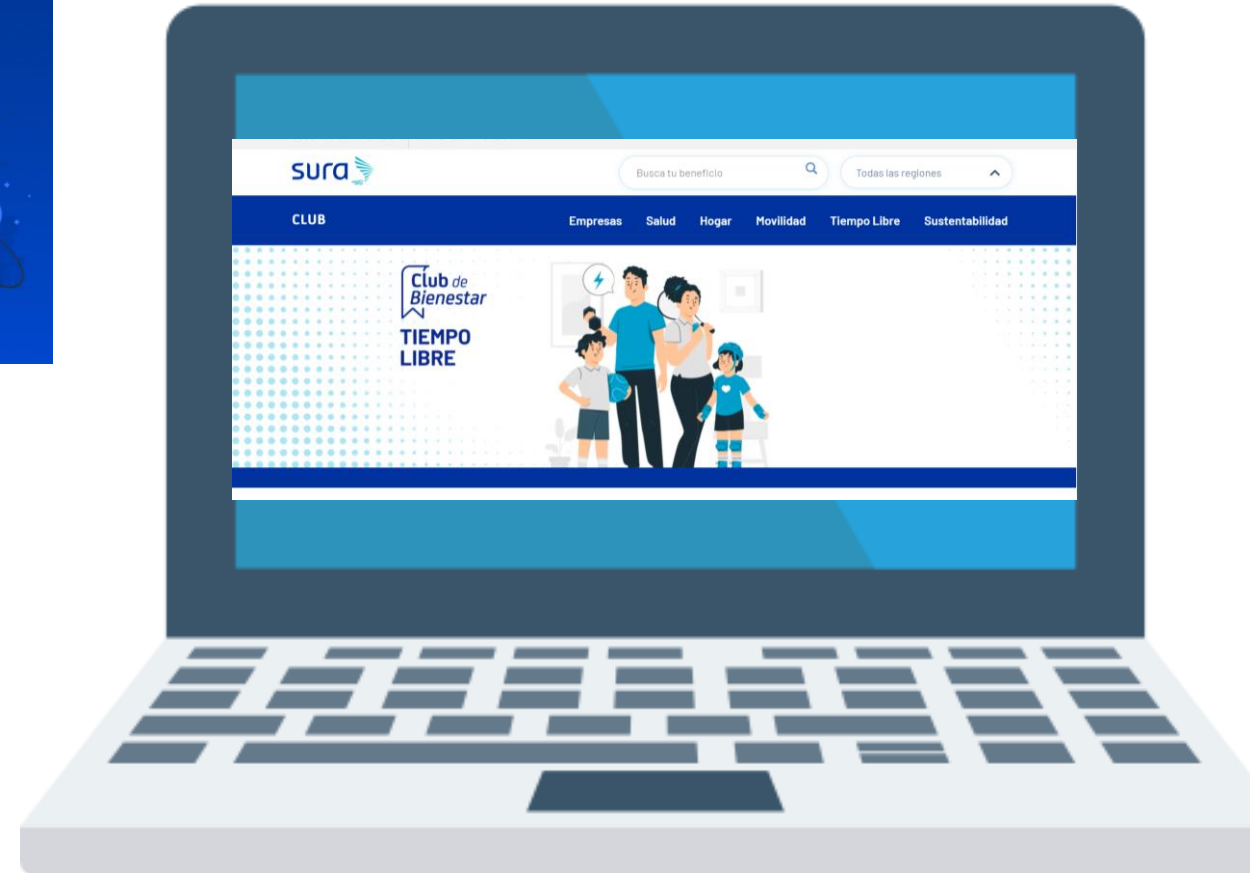 sura
Busca tu beneficio
Todas las regiones
CLUB
Empresas Salud Hogar Movilidad Tiempo Libre Sustentabilidad
Club de
Bienestar
TIEMPO
LIBRE